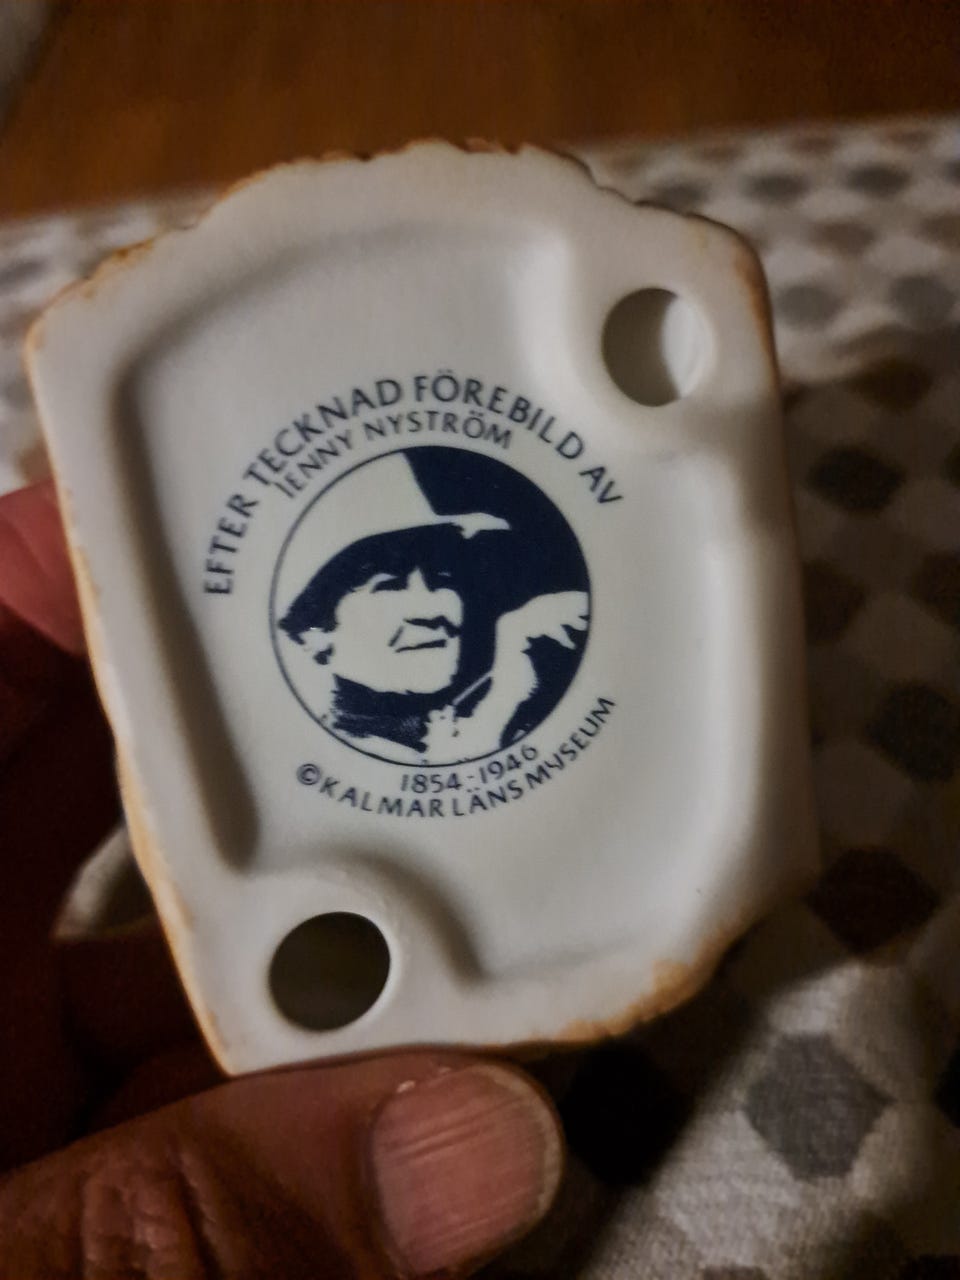 EFTER TECKNAD FÖREBILD AV
JENNY NYSTRÖM
1854-1946
©KALMAR LÄNS MUSEUM